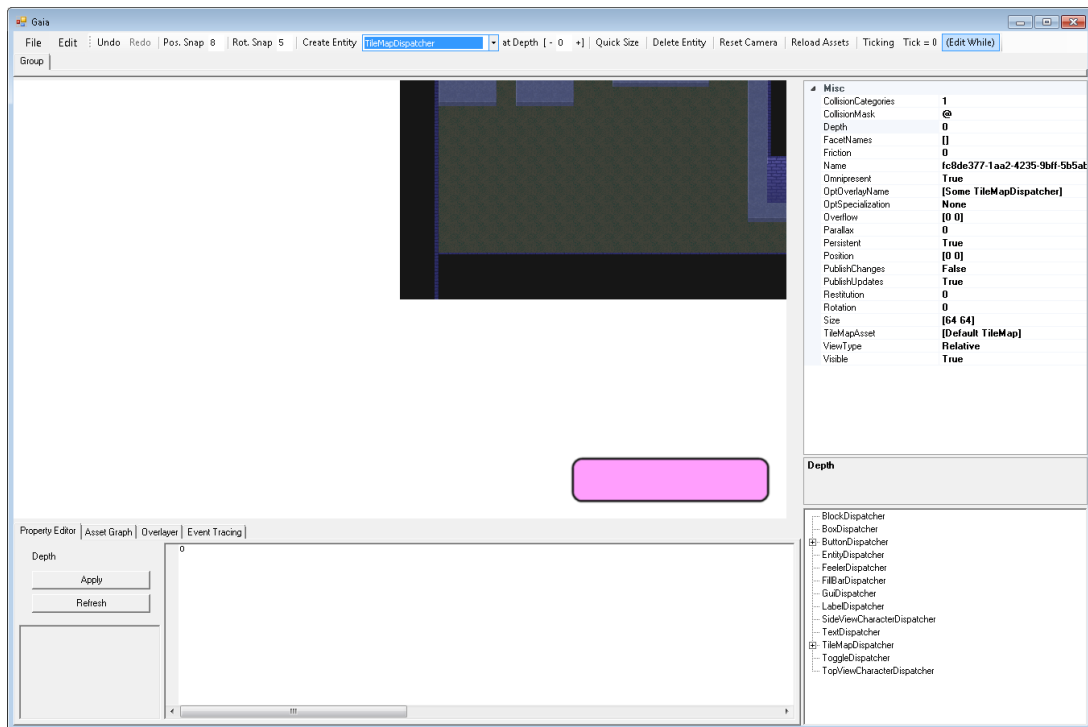 Gaia
File Edit Undo Redo Pos. Snap 8 Rot. Snap 5 Create Entity TileMapDispatcher at Depth [ - 0 +] Quick Size Delete Entity Reset Camera Reload Assets Ticking Tick = 0 (Edit While)
Group
Misc
CollisionCategories 1
CollisionMask @
Depth 0
FacetNames []
Friction 0
Name fc8de377-1aa2-4235-9bff-5b5ab
Omnipresent True
OptOverlayName [Some TileMapDispatcher]
OptSpecialization None
Overflow [0 0]
Parallax 0
Persistent True
Position [0 0]
PublishChanges False
PublishUpdates True
Restitution 0
Rotation 0
Size [64 64]
TileMapAsset [Default TileMap]
ViewType Relative
Visible True
Depth
Property Editor Asset Graph Overlayer Event Tracing
Depth
Apply
Refresh
0
BlockDispatcher
BoxDispatcher
ButtonDispatcher
EntityDispatcher
FeelerDispatcher
FillBarDispatcher
GuiDispatcher
LabelDispatcher
SideViewCharacterDispatcher
TextDispatcher
TileMapDispatcher
ToggleDispatcher
TopViewCharacterDispatcher